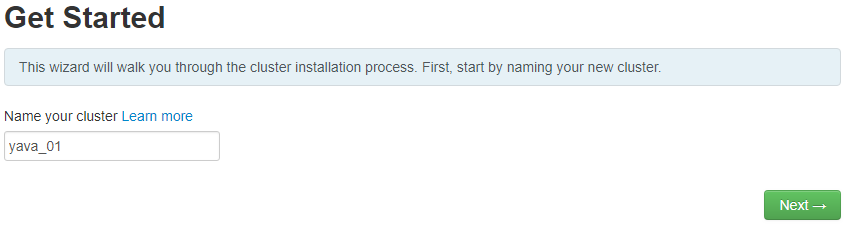 Get Started
This wizard will walk you through the cluster installation process. First, start by naming your new cluster.
Name your cluster Learn more
yava_01
Next →